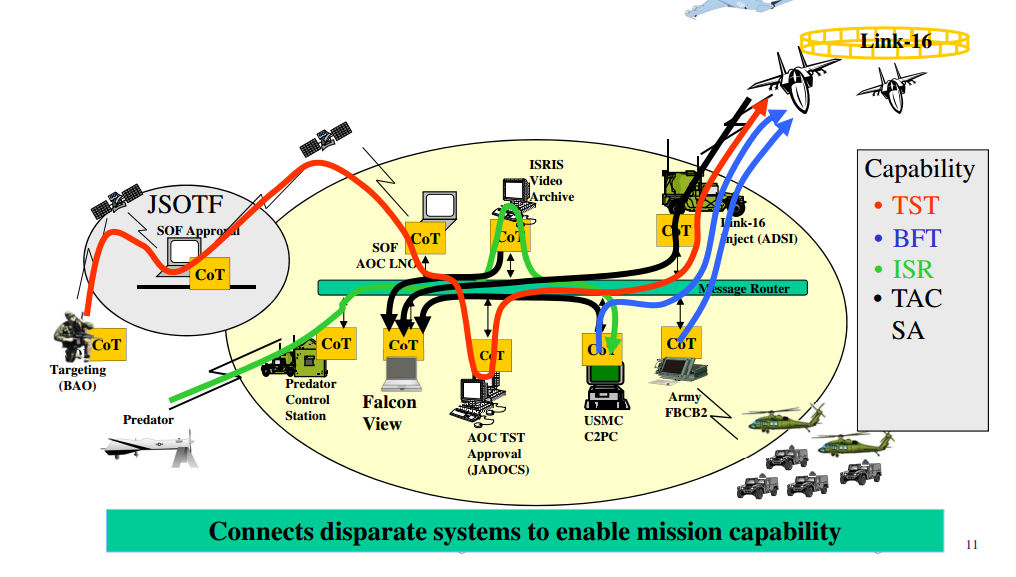 Link-16
Capability
• TST
• BFT
• ISR
• TAC
SA
JSOTF
SOF Approval
CoT
Targeting
(BAO)
CoT
Predator
ISRIS
Video
Archive
CoT
SOF
AOC LNO
CoT
CoT
Link-16
Inject (ADSI)
Message Router
CoT
Predator
Control
Station
CoT
Falcon
View
CoT
AOC TST
Approval
(JADOCS)
CoT
USMC
C2PC
CoT
Army
FBCB2
Connects disparate systems to enable mission capability
11